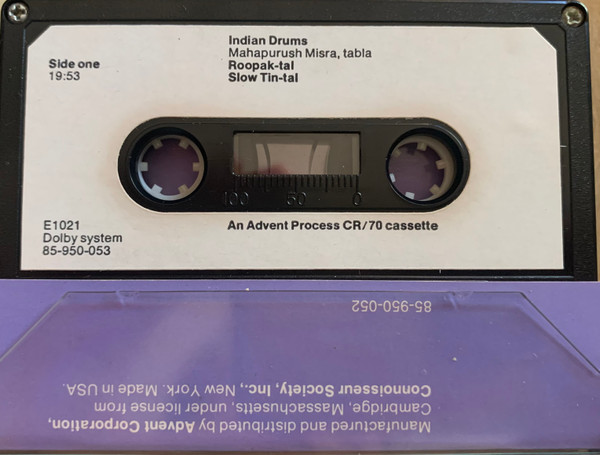 Indian Drums
Mahapurush Misra, tabla
Roopak-tal
Slow Tin-tal
Side one
19:53
100 50 0
E1021
Dolby system
85-950-053
An Advent Process CR/70 cassette
85-950-052
Manufactured and distributed by Advent Corporation,
Cambridge, Massachusetts, under license from
Connoisseur Society, Inc., New York. Made in USA.